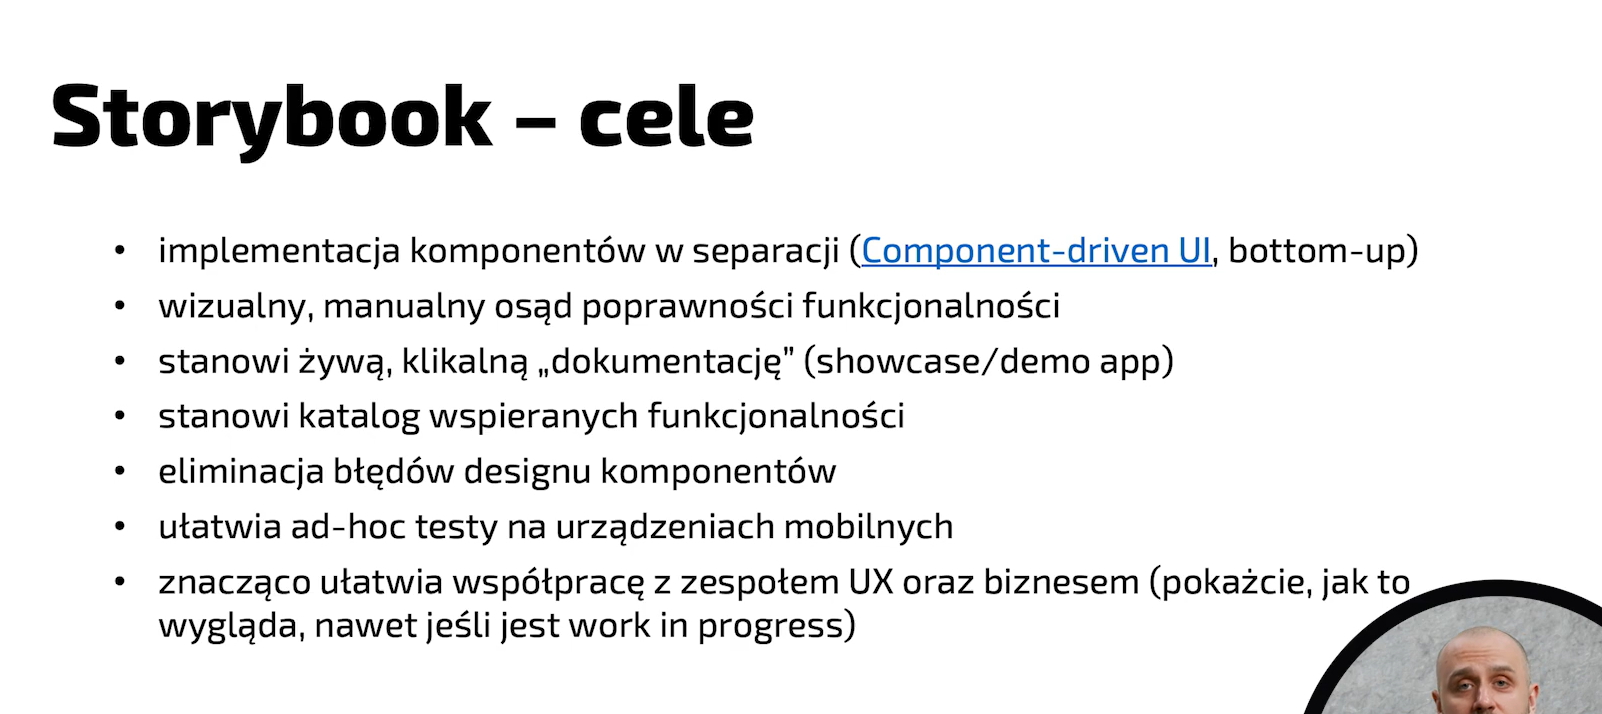 Storybook – cele
• implementacja komponentów w separacji (Component-driven UI, bottom-up)
• wizualny, manualny osąd poprawności funkcjonalności
• stanowi żywą, klikalną „dokumentację” (showcase/demo app)
• stanowi katalog wspieranych funkcjonalności
• eliminacja błędów designu komponentów
• ułatwia ad-hoc testy na urządzeniach mobilnych
• znacząco ułatwia współpracę z zespołem UX oraz biznesem (pokażcie, jak to
wygląda, nawet jeśli jest work in progress)